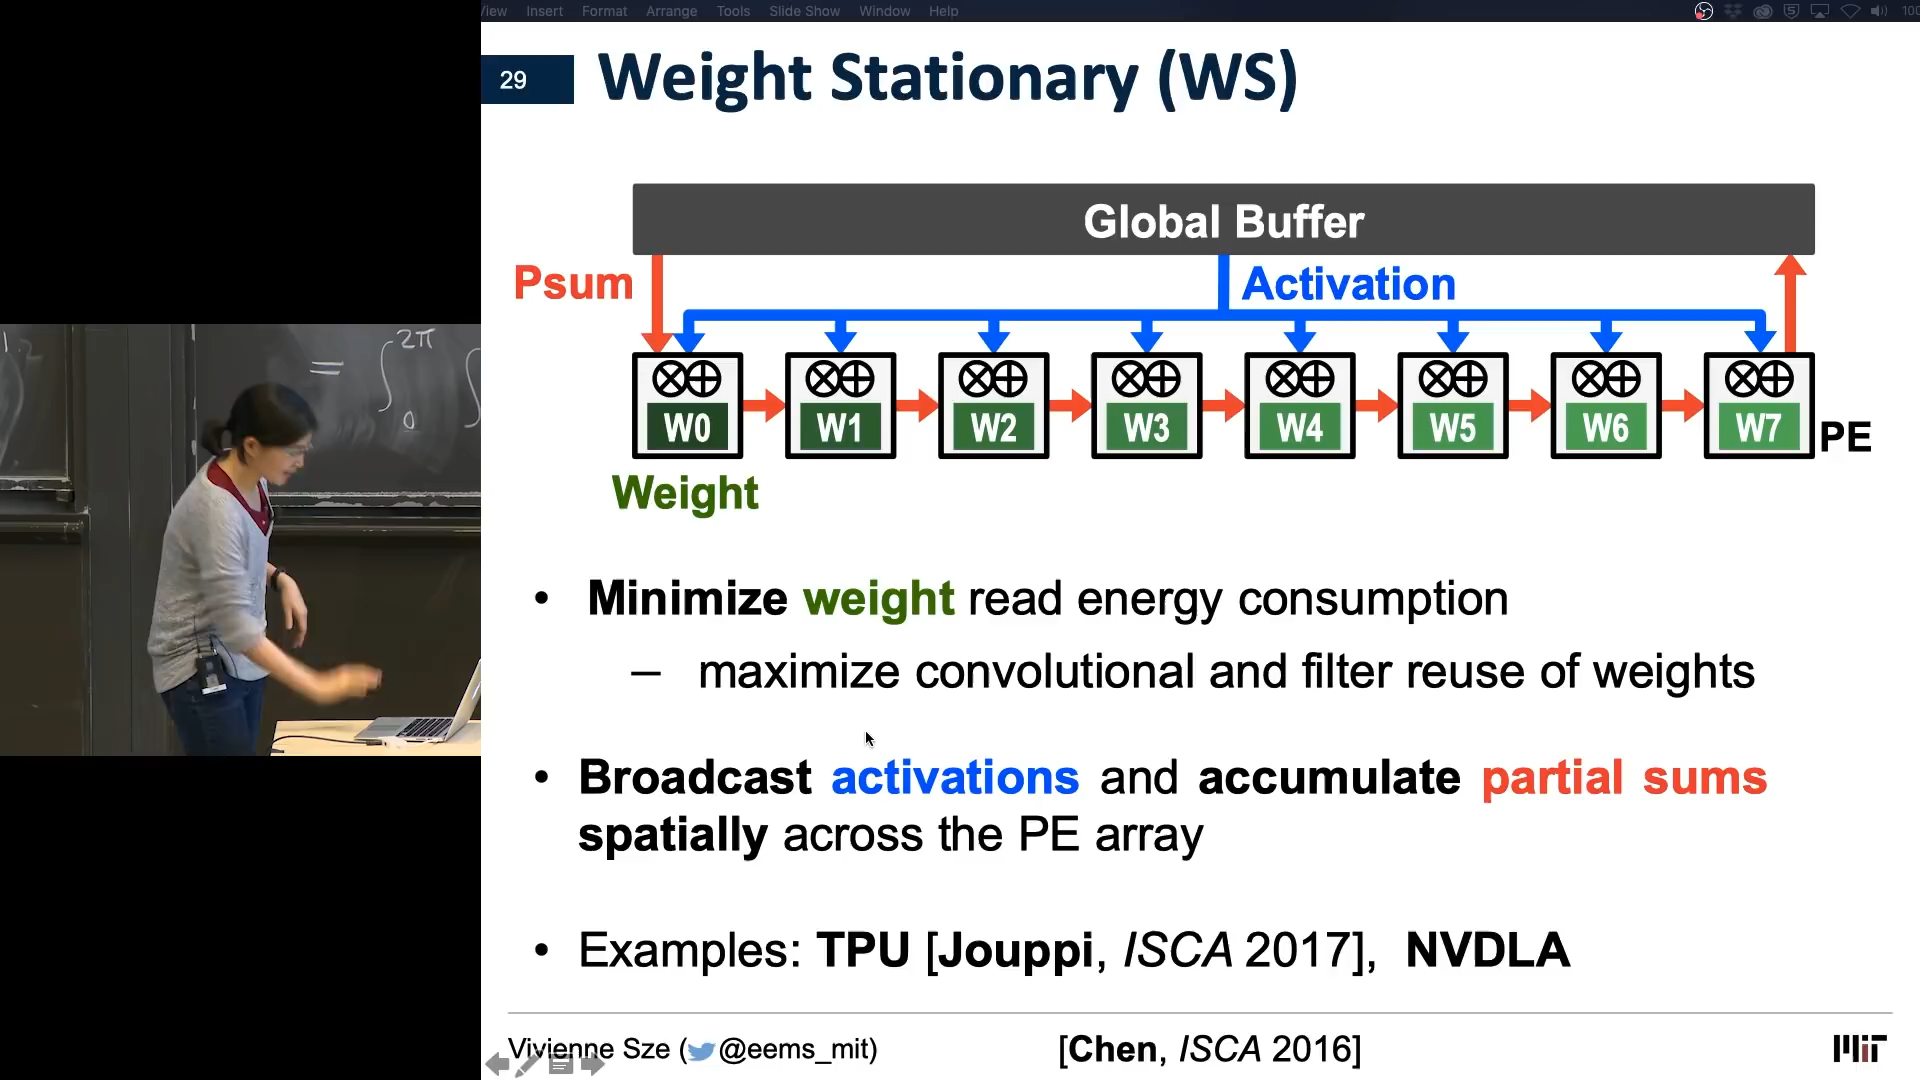 View Insert Format Arrange Tools Slide Show Window Help
29
Weight Stationary (WS)
Global Buffer
Psum
Activation
W0 W1 W2 W3 W4 W5 W6 W7
PE
Weight
• Minimize weight read energy consumption
– maximize convolutional and filter reuse of weights
• Broadcast activations and accumulate partial sums
spatially across the PE array
• Examples: TPU [Jouppi, ISCA 2017], NVDLA
Vivienne Sze (@eems_mit)
[Chen, ISCA 2016]
MIT
= ∫ 2π
0